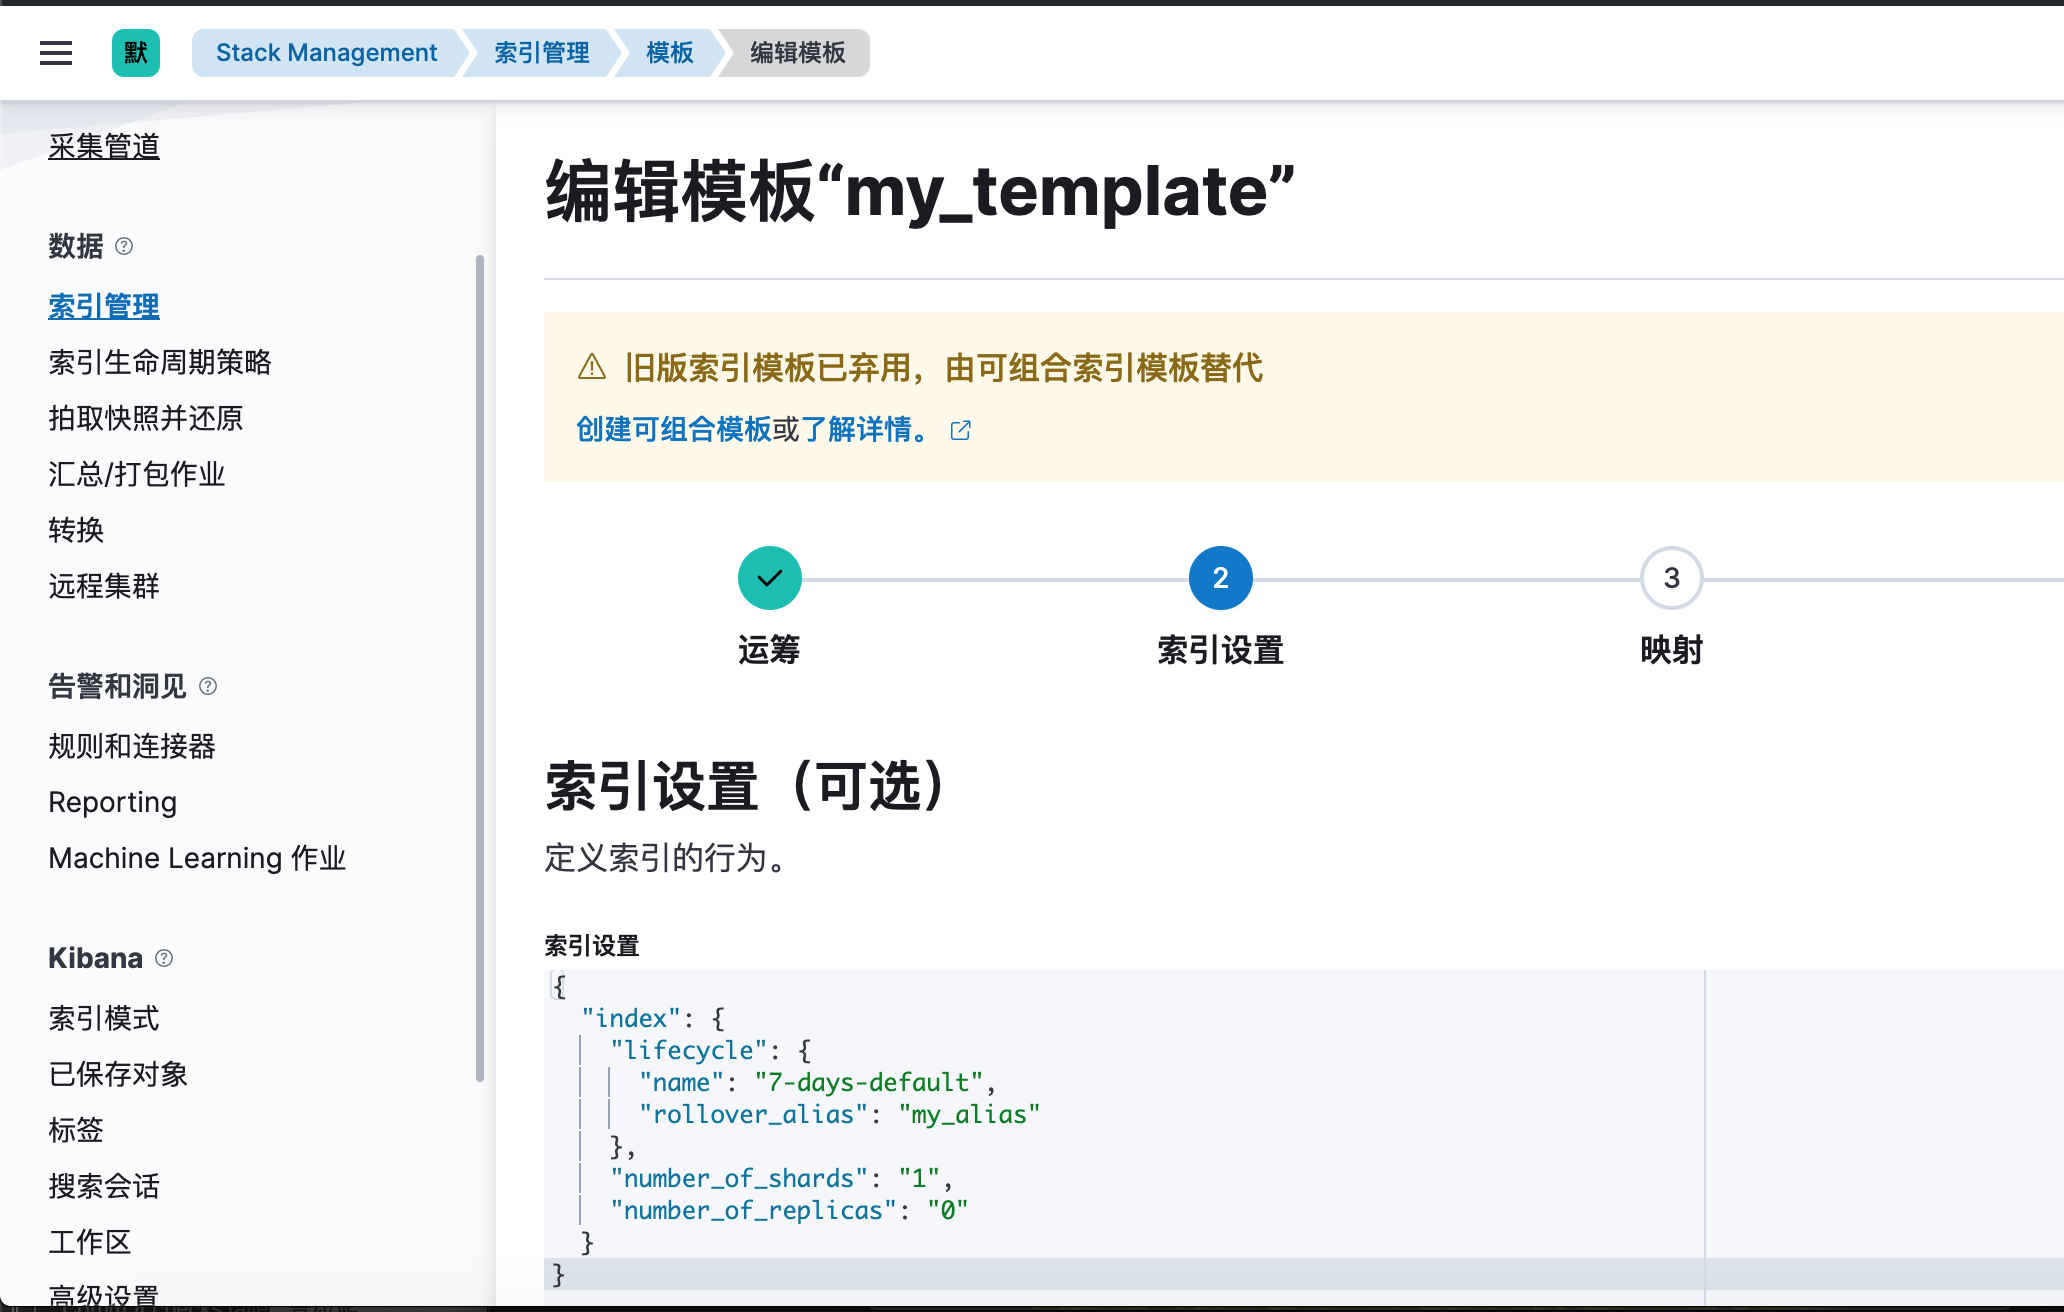 默
Stack Management
索引管理
模板
编辑模板
采集管道
数据
索引管理
索引生命周期策略
拍取快照并还原
汇总/打包作业
转换
远程集群
告警和洞见
规则和连接器
Reporting
Machine Learning 作业
Kibana
索引模式
已保存对象
标签
搜索会话
工作区
高级设置
编辑模板“my_template”
旧版索引模板已弃用，由可组合索引模板替代
创建可组合模板或了解详情。
2
3
运筹
索引设置
映射
索引设置（可选）
定义索引的行为。
索引设置
{
"index": {
"lifecycle": {
"name": "7-days-default",
"rollover_alias": "my_alias"
},
"number_of_shards": "1",
"number_of_replicas": "0"
}
}